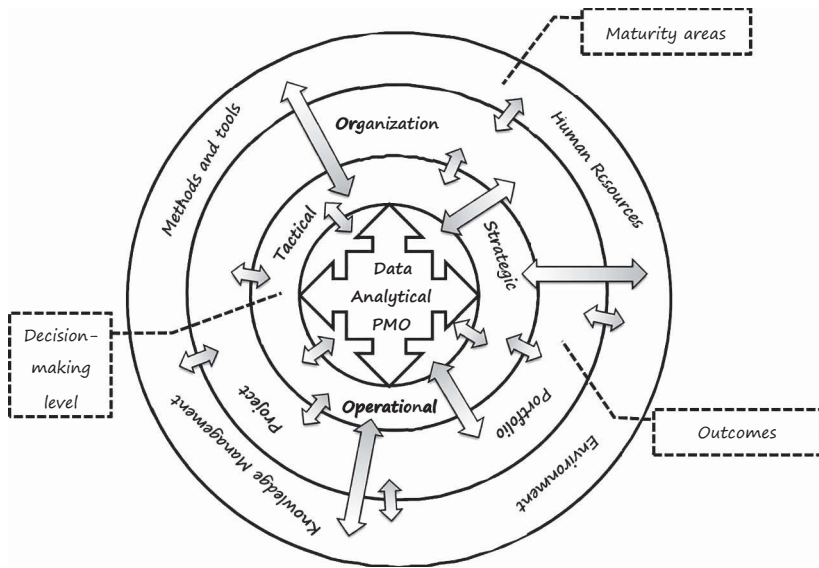 Maturity areas
Organization
Methods and tools
Human Rcsources
Tactical
Strategic
Data
Analytical
PMO
Decision-
making
level
Operational
Project
Portfolio
Outcomes
Knowledge Management
Environment